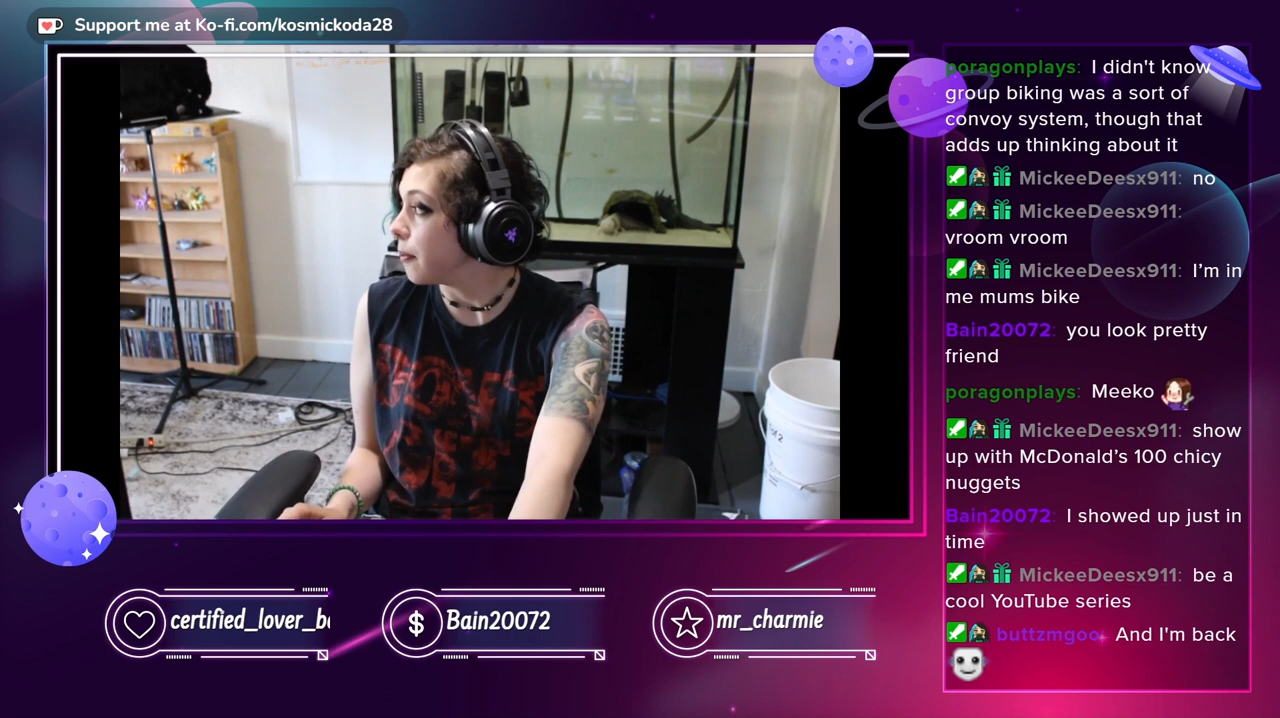 Support me at Ko-fi.com/kosmickoda28
poragonplays: I didn't know
group biking was a sort of
convoy system, though that
adds up thinking about it
MickeeDeesx911: no
MickeeDeesx911:
vroom vroom
MickeeDeesx911: I'm in
me mums bike
Bain20072: you look pretty
friend
poragonplays: Meeko
MickeeDeesx911: show
up with McDonald's 100 chicy
nuggets
Bain20072: I showed up just in
time
MickeeDeesx911: be a
cool YouTube series
buttzmgoo: And I'm back
certified_lover_b
Bain20072
mr_charmie